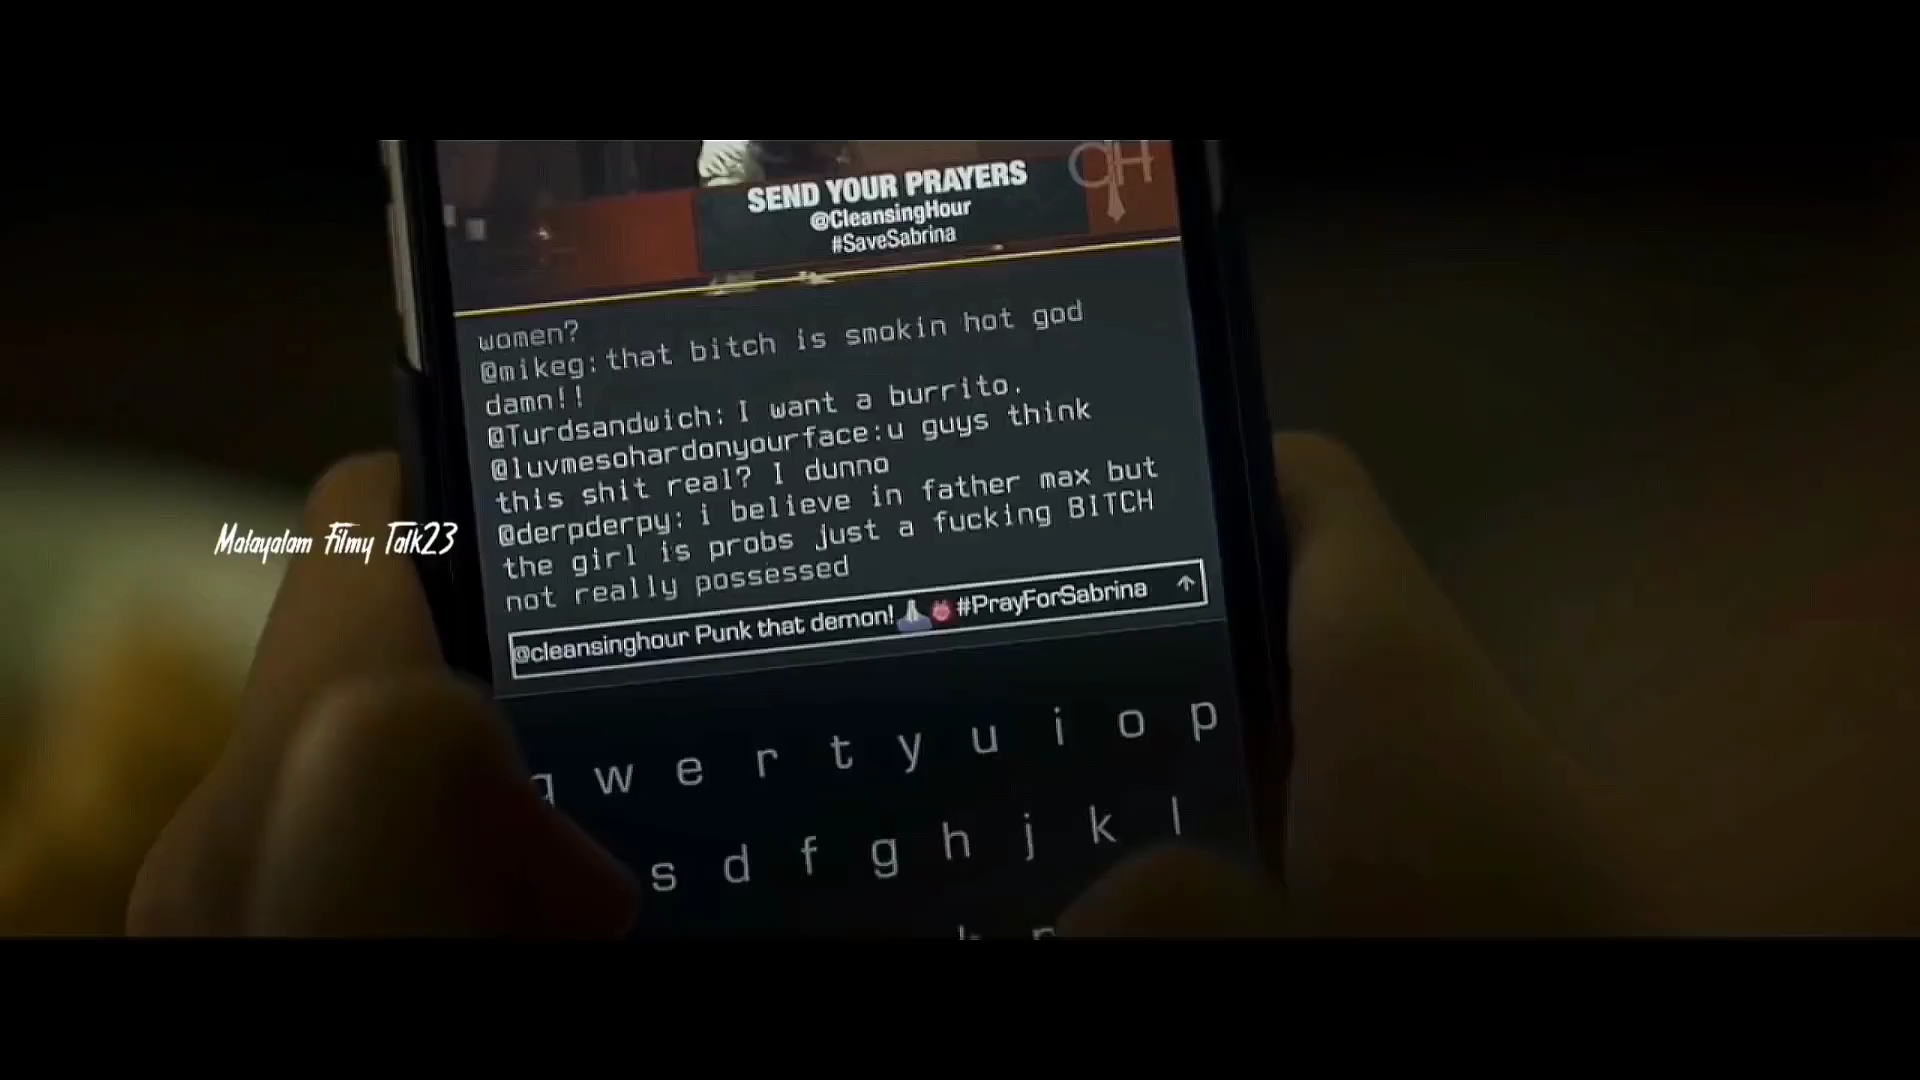 CH
SEND YOUR PRAYERS
@CleansingHour
#SaveSabrina
women?
@mikeg:that bitch is smokin hot god
damn!!
@Turdsandwich:I want a burrito.
@luvmesohardonyourface:u guys think
this shit real? I dunno
@derpderpy:i believe in father max but
the girl is probs just a fucking BITCH
not really possessed
@cleansinghour Punk that demon!🙏😈#PrayForSabrina ↑
Malayalam Filmy Talk23
q w e r t y u i o p
s d f g h j k l